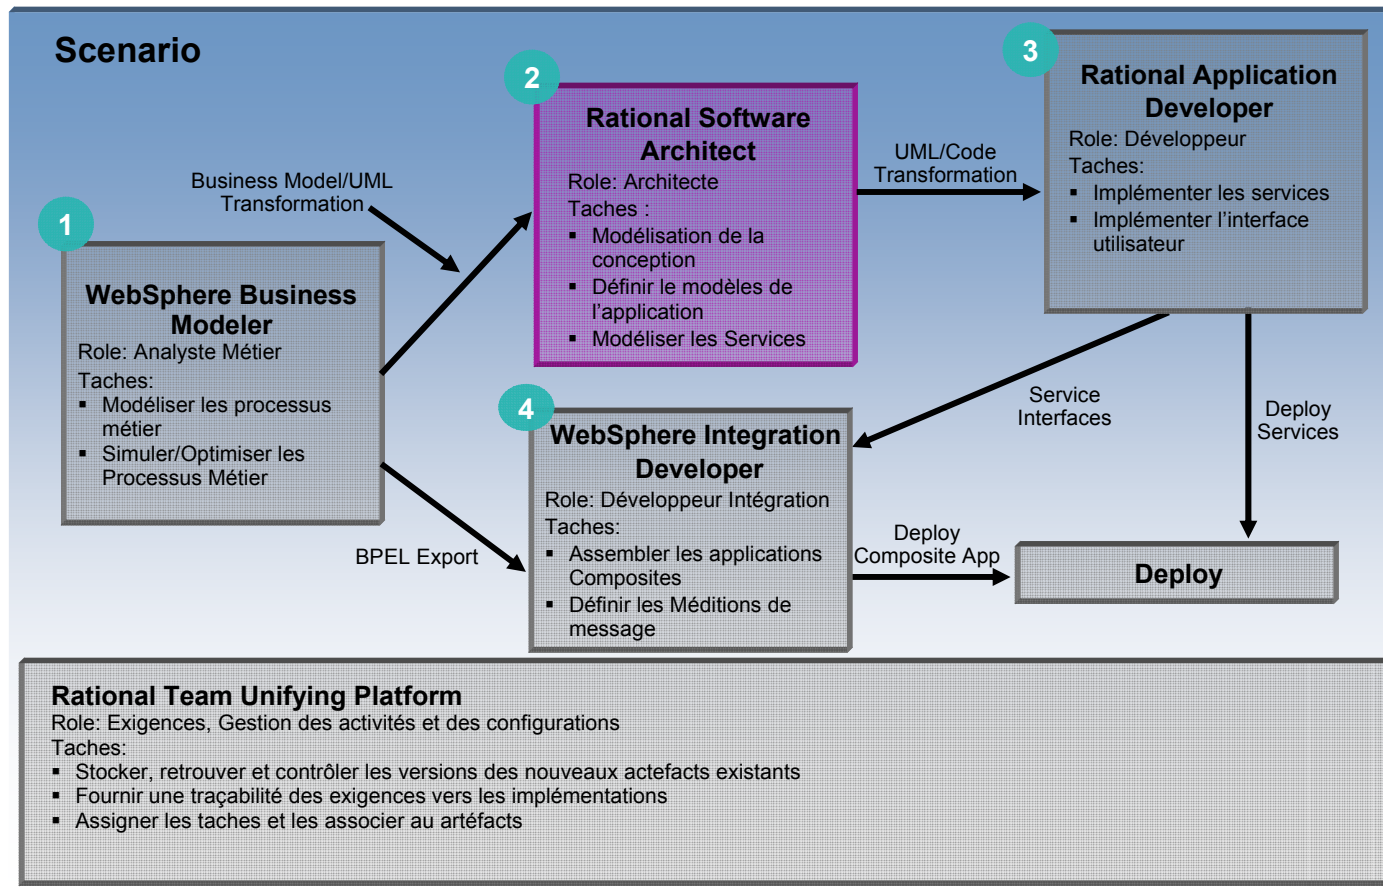 Scenario
1
WebSphere Business
Modeler
Role: Analyste Métier
Taches:
▪ Modéliser les processus
métier
▪ Simuler/Optimiser les
Processus Métier
Business Model/UML
Transformation
BPEL Export
2
Rational Software
Architect
Role: Architecte
Taches :
▪ Modélisation de la
conception
▪ Définir le modèles de
l’application
▪ Modéliser les Services
UML/Code
Transformation
3
Rational Application
Developer
Role: Développeur
Taches:
▪ Implémenter les services
▪ Implémenter l’interface
utilisateur
Service
Interfaces
Deploy
Services
4
WebSphere Integration
Developer
Role: Développeur Intégration
Taches:
▪ Assembler les applications
Composites
▪ Définir les Méditions de
message
Deploy
Composite App
Deploy
Rational Team Unifying Platform
Role: Exigences, Gestion des activités et des configurations
Taches:
▪ Stocker, retrouver et contrôler les versions des nouveaux actefacts existants
▪ Fournir une traçabilité des exigences vers les implémentations
▪ Assigner les taches et les associer au artéfacts